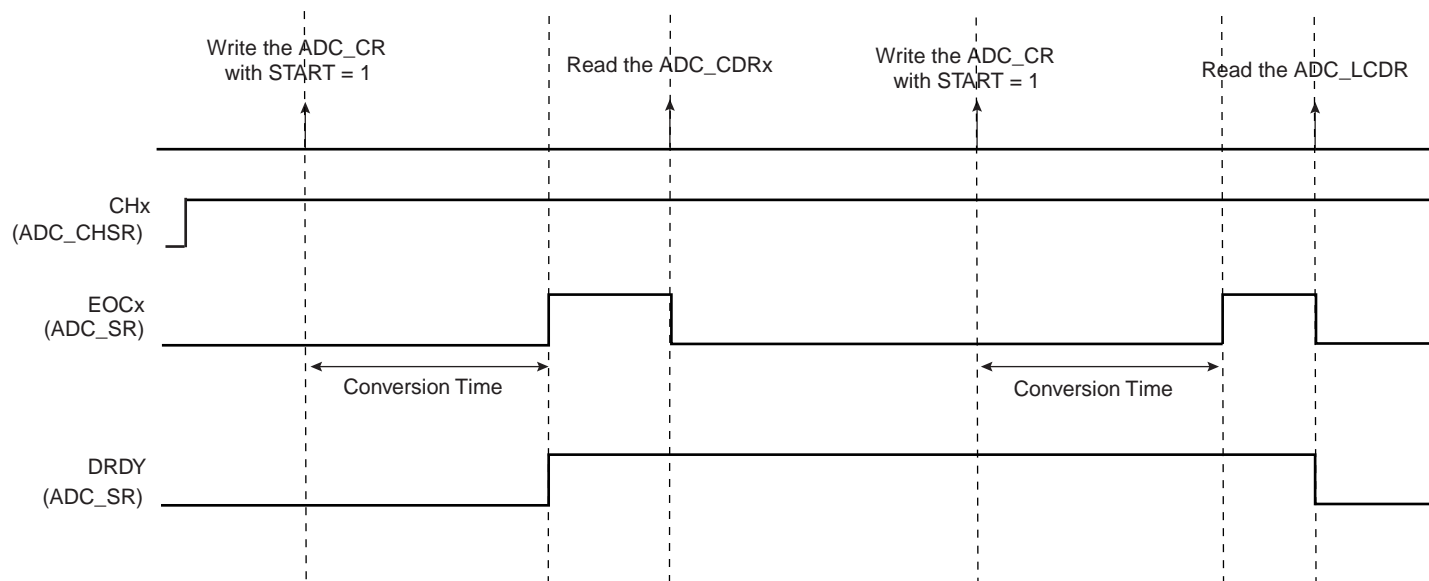 Write the ADC_CR
with START = 1
Read the ADC_CDRx
Write the ADC_CR
with START = 1
Read the ADC_LCDR
CHx
(ADC_CHSR)
EOCx
(ADC_SR)
Conversion Time
Conversion Time
DRDY
(ADC_SR)